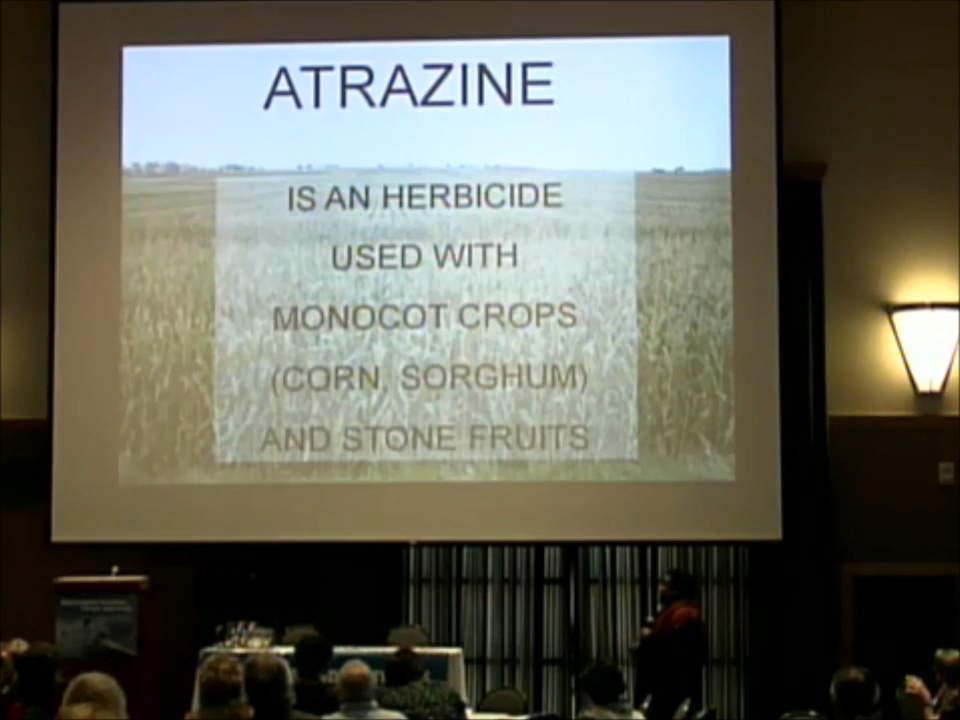 ATRAZINE
IS AN HERBICIDE
USED WITH
MONOCOT CROPS
(CORN, SORGHUM)
AND STONE FRUITS